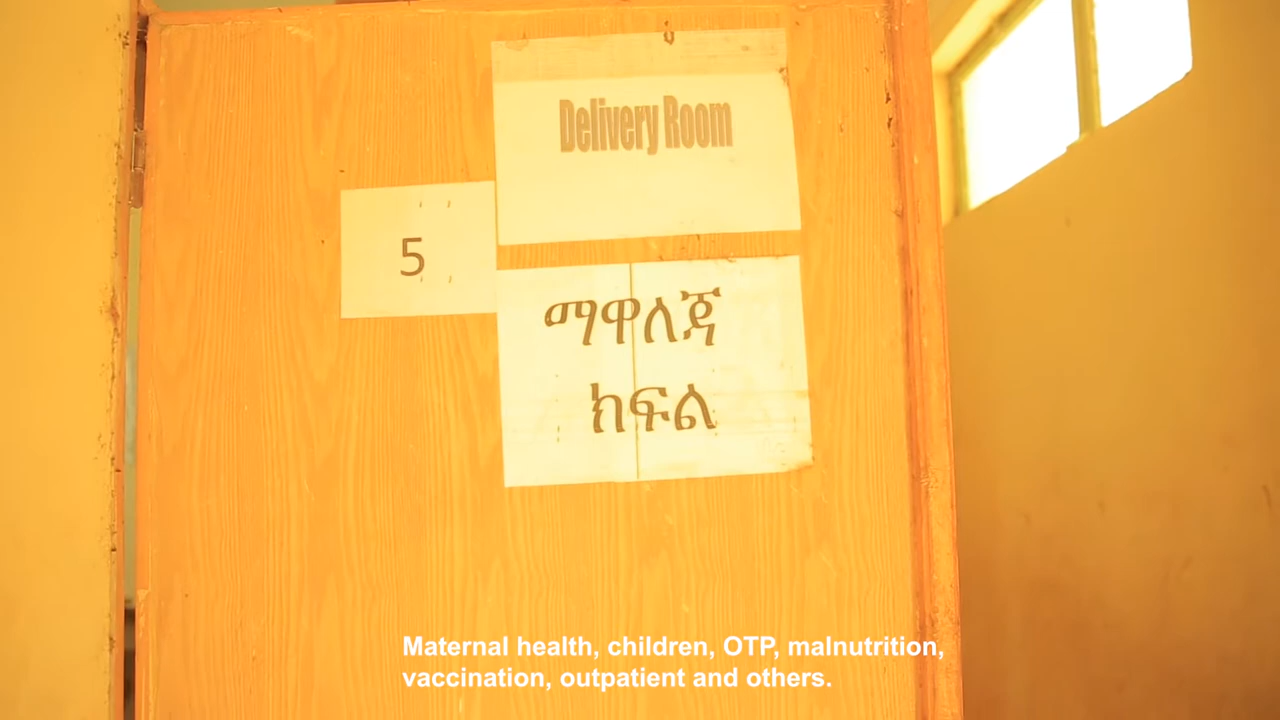 Delivery Room
5
ማዋለጃ
ክፍል
Maternal health, children, OTP, malnutrition,
vaccination, outpatient and others.